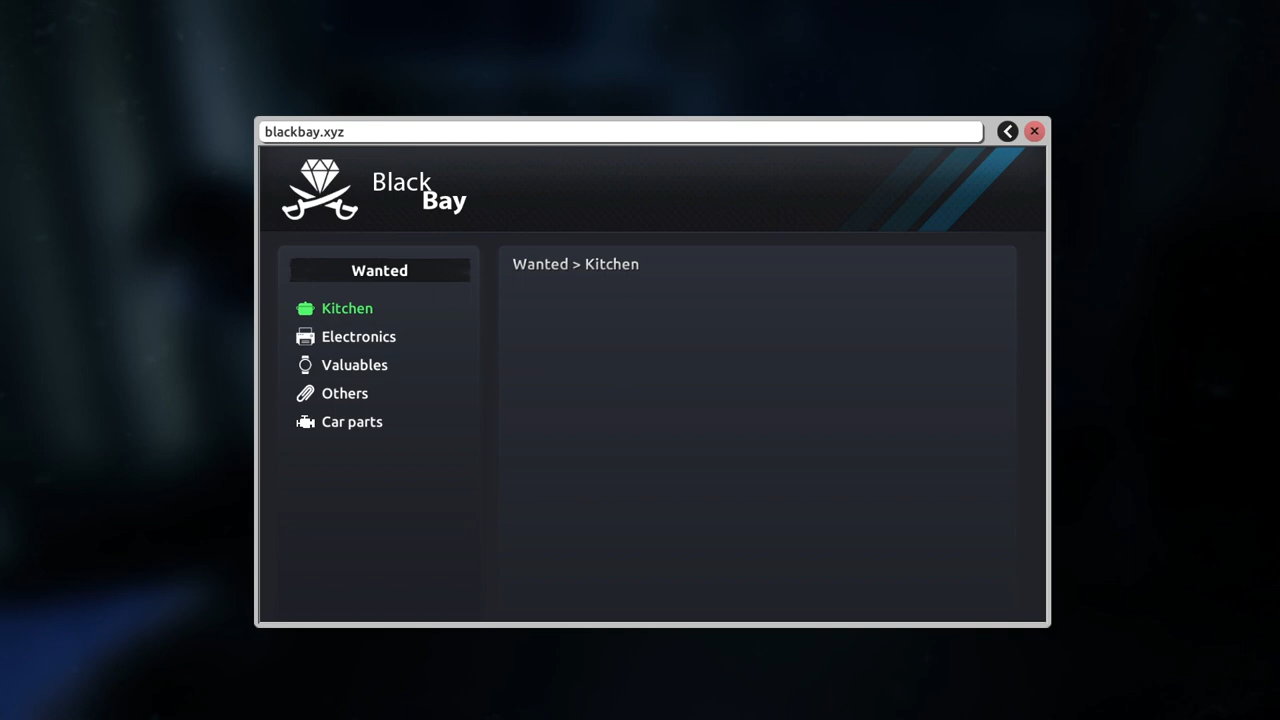 blackbay.xyz
Black
Bay
Wanted
Kitchen
Electronics
Valuables
Others
Car parts
Wanted > Kitchen